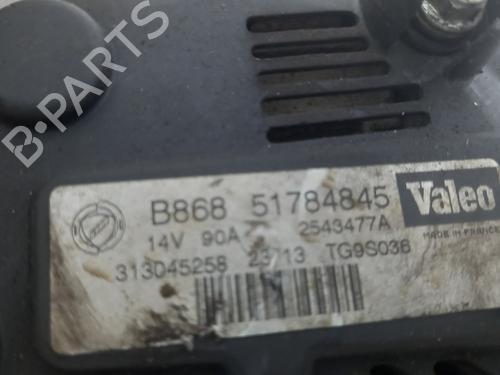 B-PARTS
B868 51784845 Valeo
14V 90A 2543477A MADE IN FRANCE
313045258 23/13 TG9S036